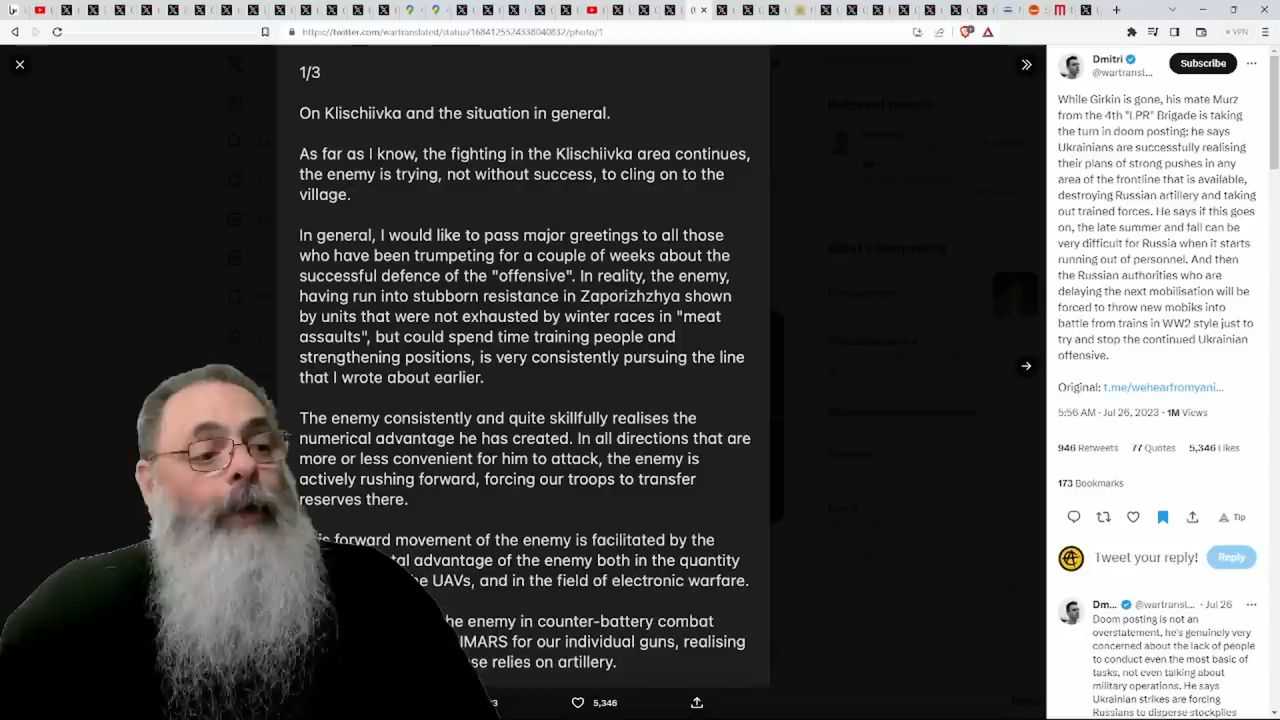 https://twitter.com/wartranslated/status/1684125524338040832/photo/1
VPN
1/3
On Klischiivka and the situation in general.
As far as I know, the fighting in the Klischiivka area continues,
the enemy is trying, not without success, to cling on to the
village.
In general, I would like to pass major greetings to all those
who have been trumpeting for a couple of weeks about the
successful defence of the "offensive". In reality, the enemy,
having run into stubborn resistance in Zaporizhzhya shown
by units that were not exhausted by winter races in "meat
assaults", but could spend time training people and
strengthening positions, is very consistently pursuing the line
that I wrote about earlier.
The enemy consistently and quite skillfully realises the
numerical advantage he has created. In all directions that are
more or less convenient for him to attack, the enemy is
actively rushing forward, forcing our troops to transfer
reserves there.
forward movement of the enemy is facilitated by the
advantage of the enemy both in the quantity
UAVs, and in the field of electronic warfare.
enemy in counter-battery combat
for our individual guns, realising
relies on artillery.
5,346
Relevant people
What's happening
Dmitri
@wartransl...
Subscribe
While Girkin is gone, his mate Murz
from the 4th "LPR" Brigade is taking
the turn in doom posting: he says
Ukrainians are successfully realising
their plans of strong pushes in any
area of the frontline that is available,
destroying Russian artillery and taking
out trained forces. He says if this goes
on, the late summer and fall can be
very difficult for Russia when it starts
running out of personnel. And then
the Russian authorities who are
delaying the next mobilisation will be
forced to throw new mobiks into
battle from trains in WW2 style just to
try and stop the continued Ukrainian
offensive.
Original: t.me/wehearfromyani...
5:56 AM · Jul 26, 2023 · 1M Views
946 Retweets 77 Quotes 5,346 Likes
173 Bookmarks
Tip
Tweet your reply!
Reply
Dm... @wartransl... · Jul 26
Doom posting is not an
overstatement, he's genuinely very
concerned about the lack of people
to conduct even the most basic of
tasks, not even talking about
military operations. He says
Ukrainian strikes are forcing
Russians to disperse stockpiles